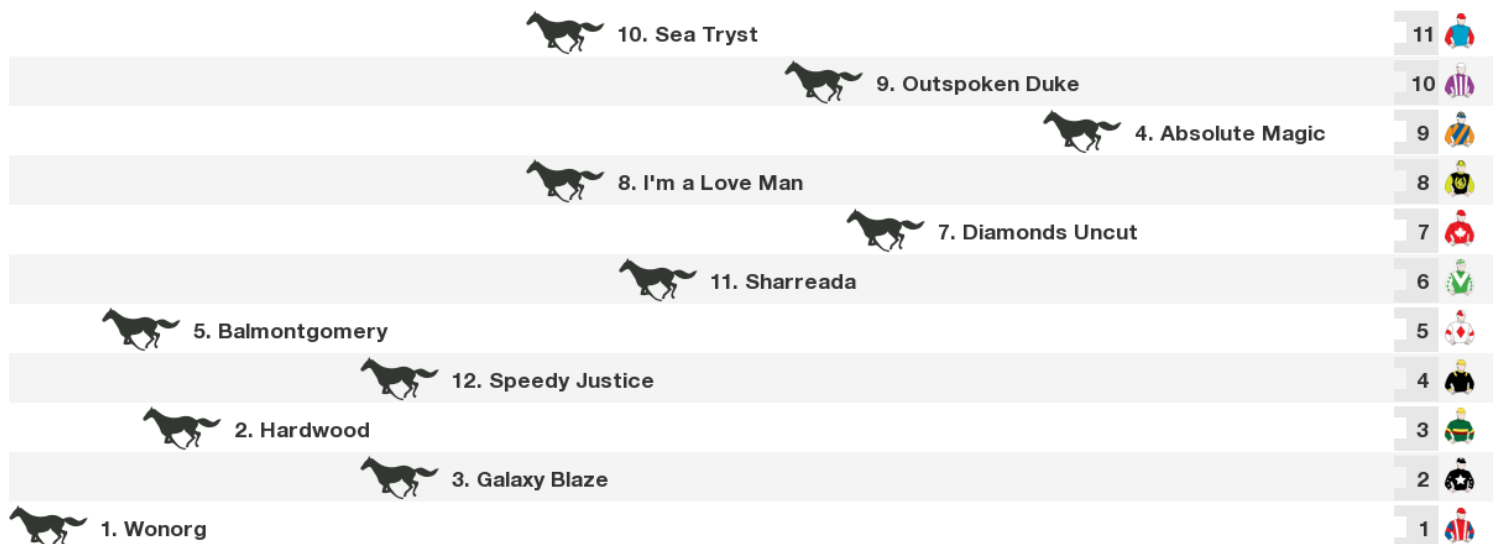 10. Sea Tryst 11
9. Outspoken Duke 10
4. Absolute Magic 9
8. I'm a Love Man 8
7. Diamonds Uncut 7
11. Sharreada 6
5. Balmontgomery 5
12. Speedy Justice 4
2. Hardwood 3
3. Galaxy Blaze 2
1. Wonorg 1